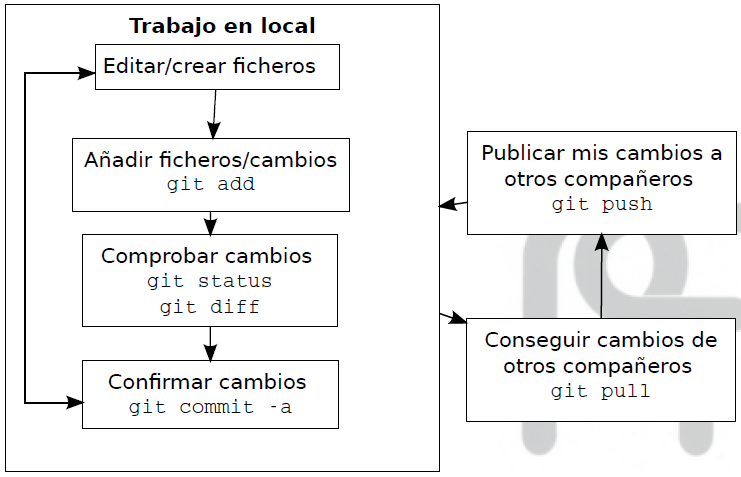 Trabajo en local
Editar/crear ficheros
Añadir ficheros/cambios
git add
Comprobar cambios
git status
git diff
Confirmar cambios
git commit -a
Publicar mis cambios a
otros compañeros
git push
Conseguir cambios de
otros compañeros
git pull